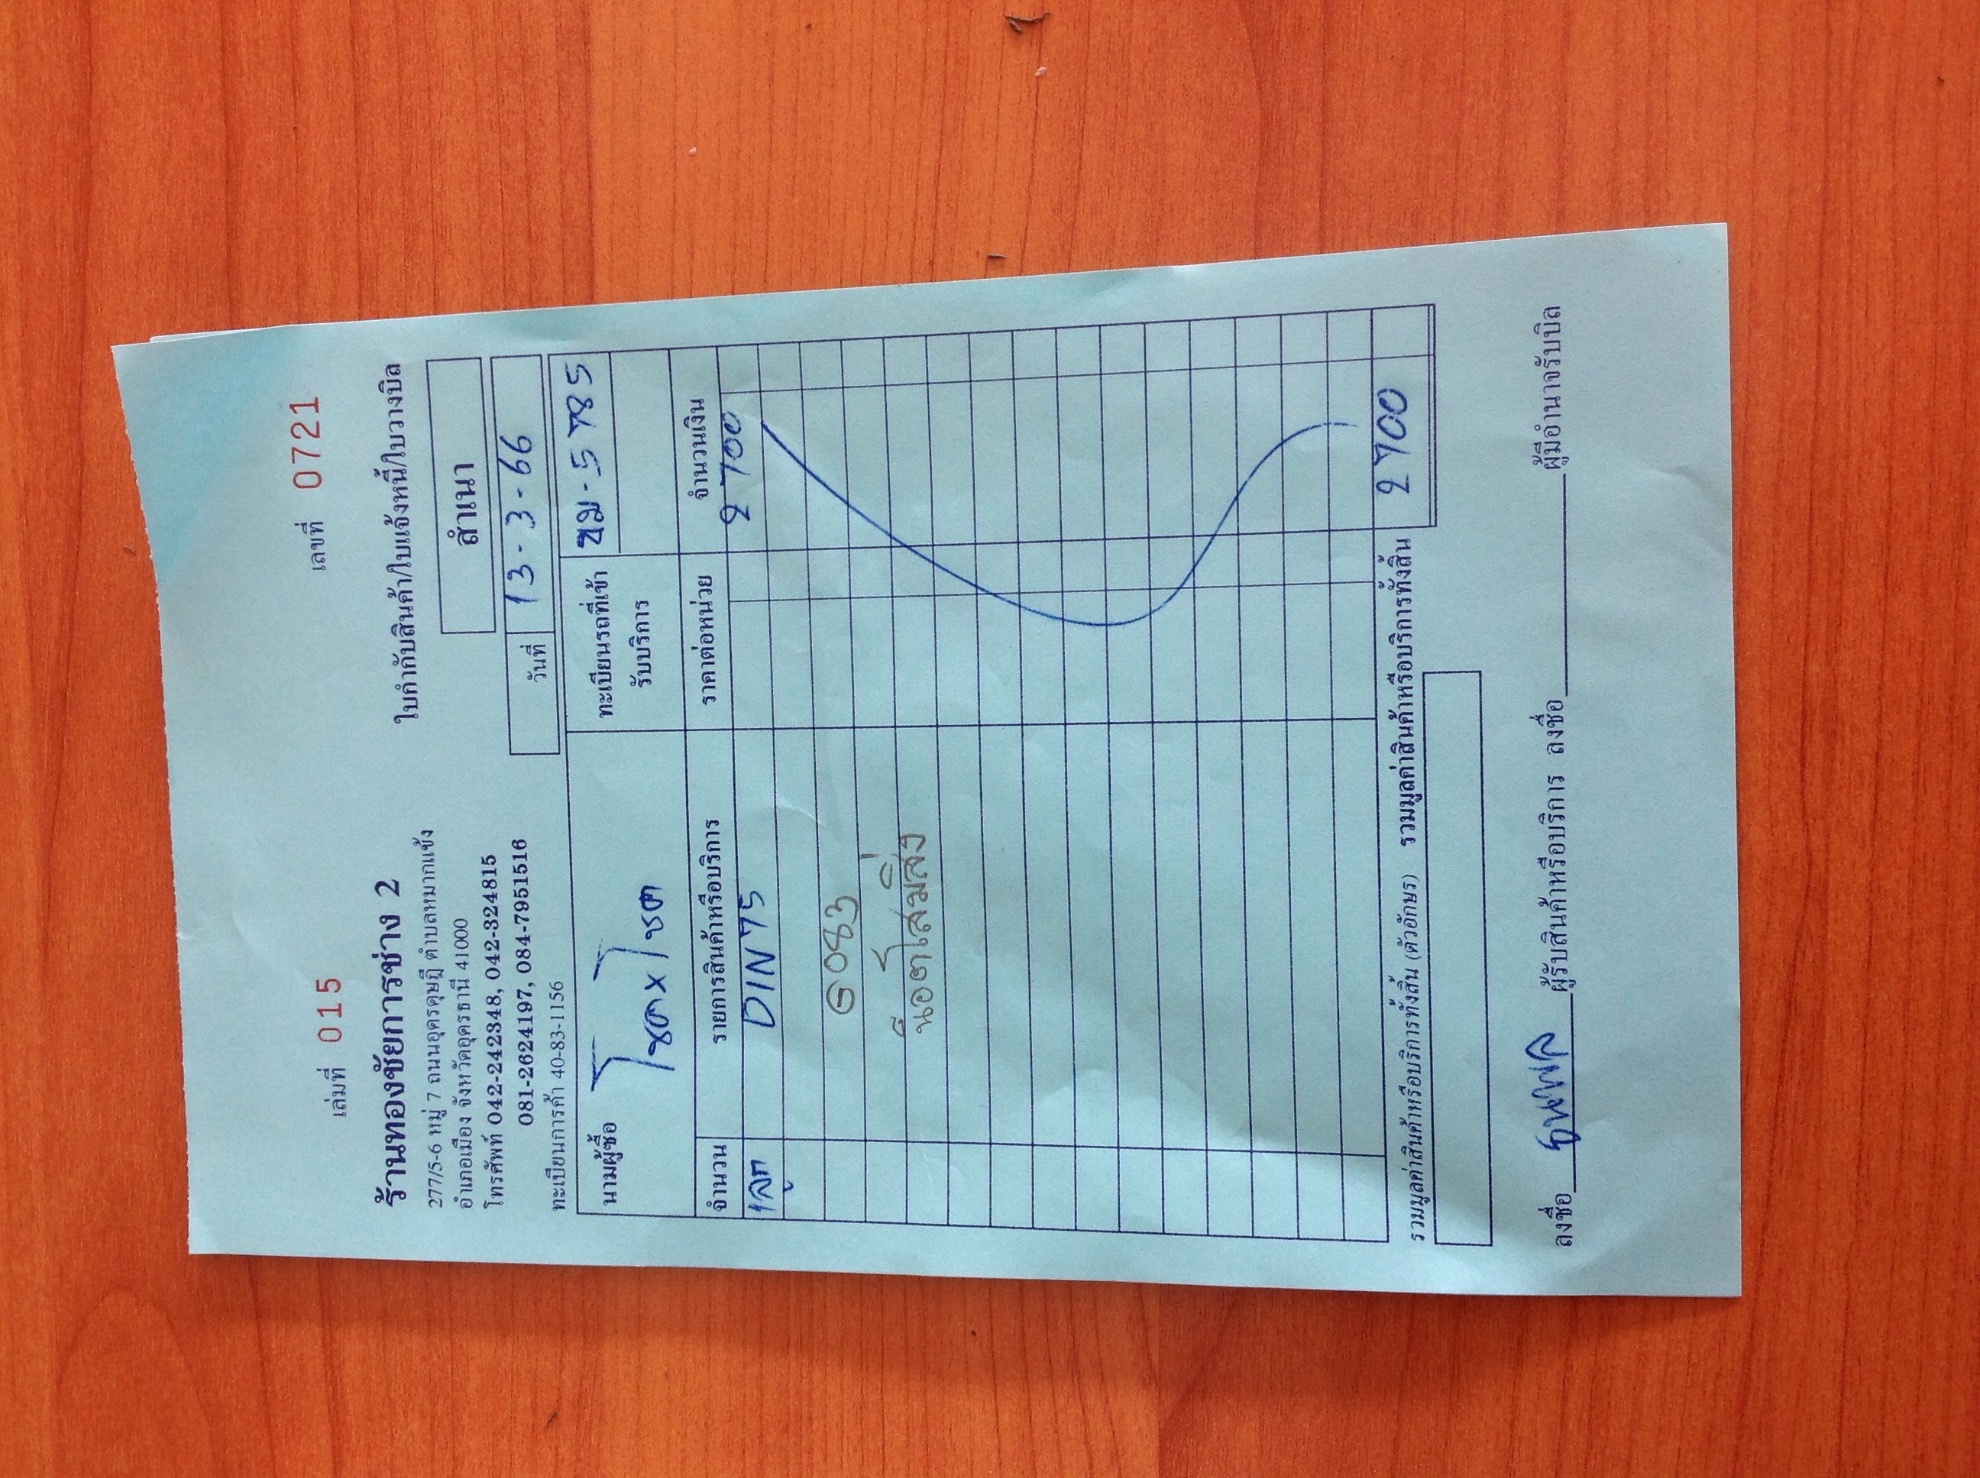 เล่มที่ 015 เลขที่ 0721
ร้านทองชัยการช่าง 2
277/5-6 หมู่ 7 ถนนอุดรดุษฎี ตำบลหมากแข้ง
อำเภอเมือง จังหวัดอุดรธานี 41000
โทรศัพท์ 042-242348, 042-324815
081-2624197, 084-7951516
ทะเบียนการค้า 40-83-1156
ใบกำกับสินค้า/ใบแจ้งหนี้/ใบวางบิล
สำเนา
วันที่ 13-3-66
นามผู้ซื้อ
ทะเบียนรถที่เข้า
รับบริการ
ขม-5785
จำนวน รายการสินค้าหรือบริการ ราคาต่อหน่วย จำนวนเงิน
1ลูก DIN75 2700
6083
น็อตใส่มิ่ง
รวมมูลค่าสินค้าหรือบริการทั้งสิ้น (ตัวอักษร) รวมมูลค่าสินค้าหรือบริการทั้งสิ้น 2700
ลงชื่อ ผู้รับสินค้าหรือบริการ ลงชื่อ ผู้มีอำนาจรับบิล